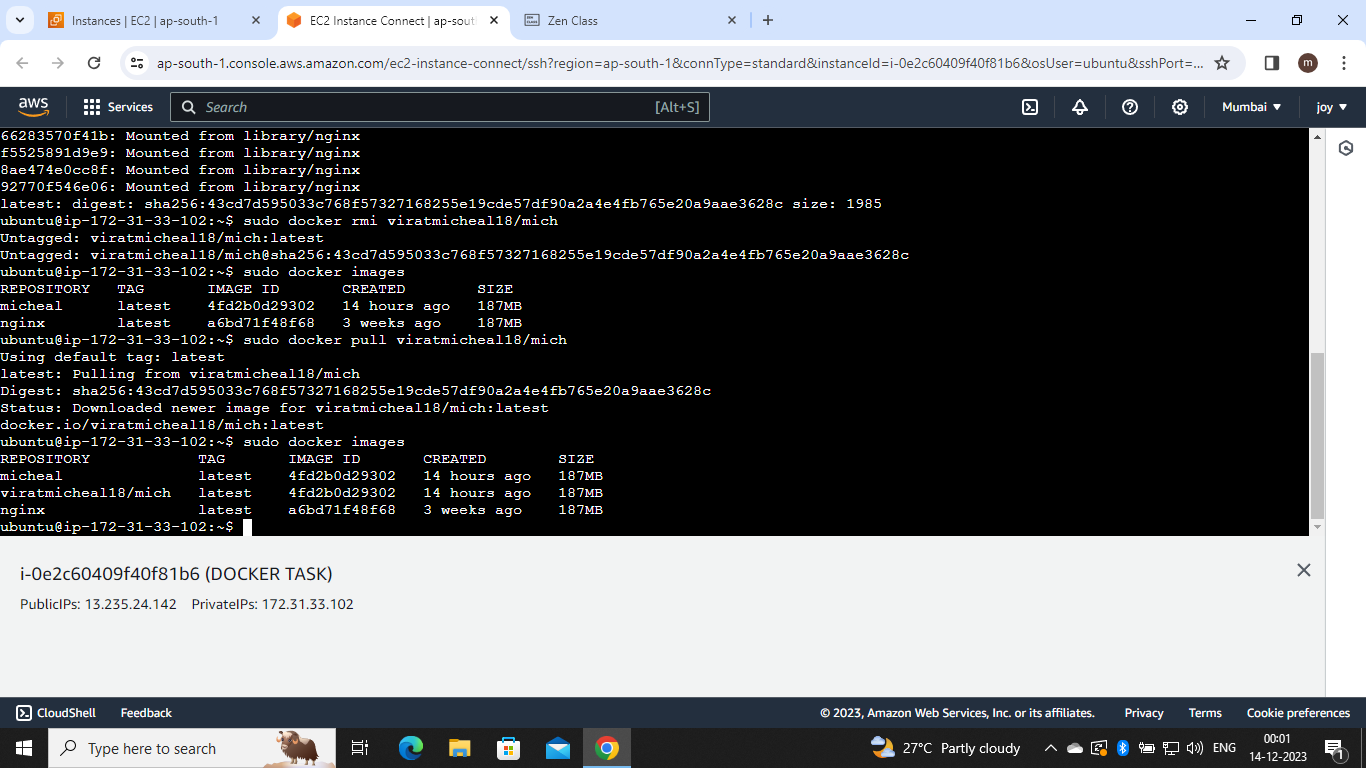 Instances | EC2 | ap-south-1
EC2 Instance Connect | ap-sout
Zen Class
ap-south-1.console.aws.amazon.com/ec2-instance-connect/ssh?region=ap-south-1&connType=standard&instanceId=i-0e2c60409f40f81b6&osUser=ubuntu&sshPort=...
m
aws
Services
Search
[Alt+S]
Mumbai
joy
66283570f41b: Mounted from library/nginx
f5525891d9e9: Mounted from library/nginx
8ae474e0cc8f: Mounted from library/nginx
92770f546e06: Mounted from library/nginx
latest: digest: sha256:43cd7d595033c768f57327168255e19cde57df90a2a4e4fb765e20a9aae3628c size: 1985
ubuntu@ip-172-31-33-102:~$ sudo docker rmi viratmicheal18/mich
Untagged: viratmicheal18/mich:latest
Untagged: viratmicheal18/mich@sha256:43cd7d595033c768f57327168255e19cde57df90a2a4e4fb765e20a9aae3628c
ubuntu@ip-172-31-33-102:~$ sudo docker images
REPOSITORY TAG IMAGE ID CREATED SIZE
micheal latest 4fd2b0d29302 14 hours ago 187MB
nginx latest a6bd71f48f68 3 weeks ago 187MB
ubuntu@ip-172-31-33-102:~$ sudo docker pull viratmicheal18/mich
Using default tag: latest
latest: Pulling from viratmicheal18/mich
Digest: sha256:43cd7d595033c768f57327168255e19cde57df90a2a4e4fb765e20a9aae3628c
Status: Downloaded newer image for viratmicheal18/mich:latest
docker.io/viratmicheal18/mich:latest
ubuntu@ip-172-31-33-102:~$ sudo docker images
REPOSITORY TAG IMAGE ID CREATED SIZE
micheal latest 4fd2b0d29302 14 hours ago 187MB
viratmicheal18/mich latest 4fd2b0d29302 14 hours ago 187MB
nginx latest a6bd71f48f68 3 weeks ago 187MB
ubuntu@ip-172-31-33-102:~$
i-0e2c60409f40f81b6 (DOCKER TASK)
PublicIPs: 13.235.24.142 PrivateIPs: 172.31.33.102
CloudShell
Feedback
© 2023, Amazon Web Services, Inc. or its affiliates.
Privacy
Terms
Cookie preferences
Type here to search
27°C Partly cloudy
ENG
00:01
14-12-2023
1